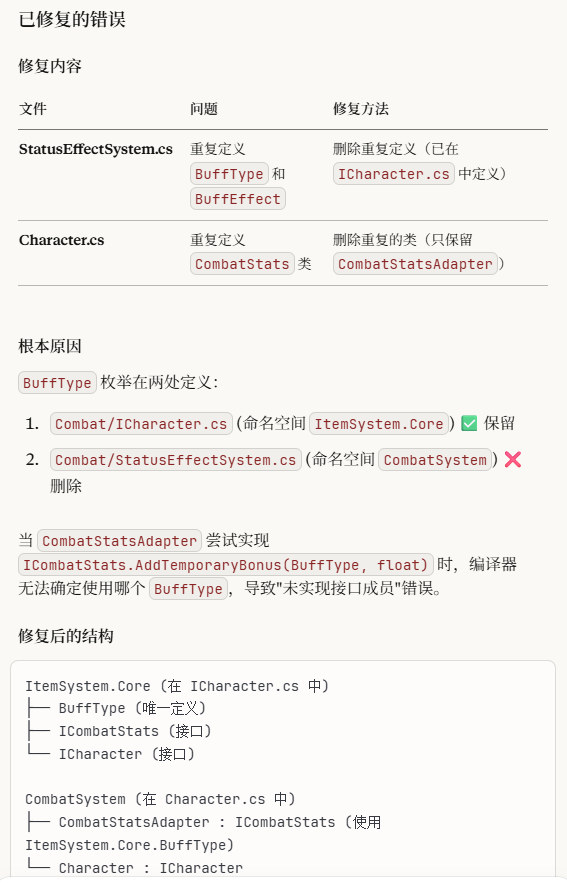 已修复的错误
修复内容
文件 问题 修复方法
StatusEffectSystem.cs 重复定义 删除重复定义（已在
BuffType 和 ICharacter.cs 中定义）
BuffEffect
Character.cs 重复定义 删除重复的类（只保留
CombatStats 类 CombatStatsAdapter）
根本原因
BuffType 枚举在两处定义：
1. Combat/ICharacter.cs (命名空间 ItemSystem.Core) ✅ 保留
2. Combat/StatusEffectSystem.cs (命名空间 CombatSystem) ❌
删除
当 CombatStatsAdapter 尝试实现
ICombatStats.AddTemporaryBonus(BuffType, float) 时，编译器
无法确定使用哪个 BuffType，导致"未实现接口成员"错误。
修复后的结构
ItemSystem.Core (在 ICharacter.cs 中)
├── BuffType (唯一定义)
├── ICombatStats (接口)
└── ICharacter (接口)
CombatSystem (在 Character.cs 中)
├── CombatStatsAdapter : ICombatStats (使用
ItemSystem.Core.BuffType)
└── Character : ICharacter